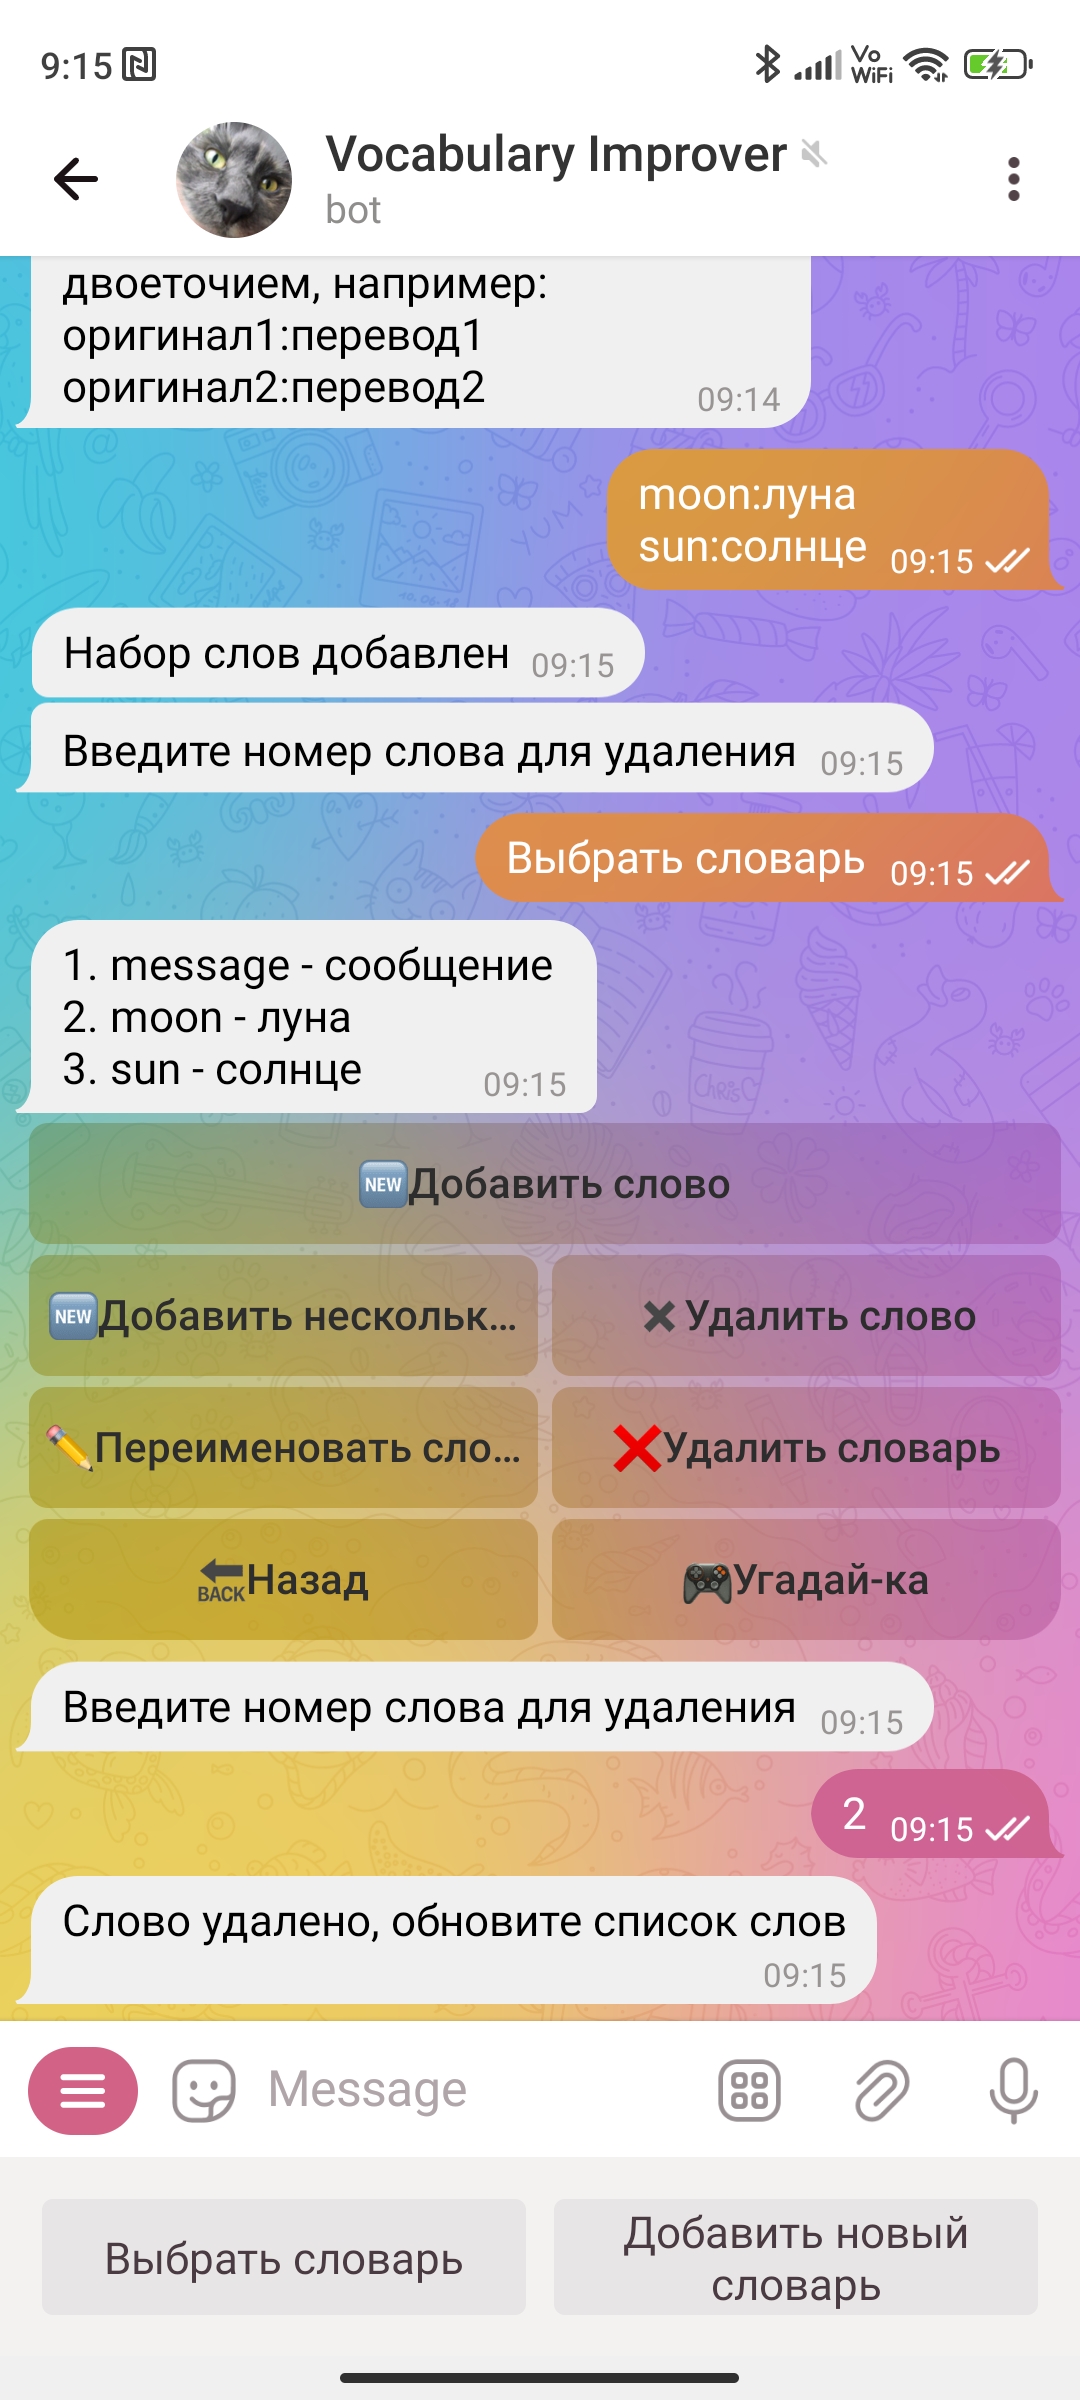 9:15
Vo
WiFi
Vocabulary Improver
bot
двоеточием, например:
оригинал1:перевод1
оригинал2:перевод2
09:14
moon:луна
sun:солнце 09:15
Набор слов добавлен 09:15
Введите номер слова для удаления 09:15
Выбрать словарь 09:15
1. message - сообщение
2. moon - луна
3. sun - солнце 09:15
NEW Добавить слово
NEW Добавить нескольк...
Удалить слово
Переименовать сло...
Удалить словарь
BACK Назад
Угадай-ка
Введите номер слова для удаления 09:15
2 09:15
Слово удалено, обновите список слов
09:15
Message
Выбрать словарь
Добавить новый
словарь